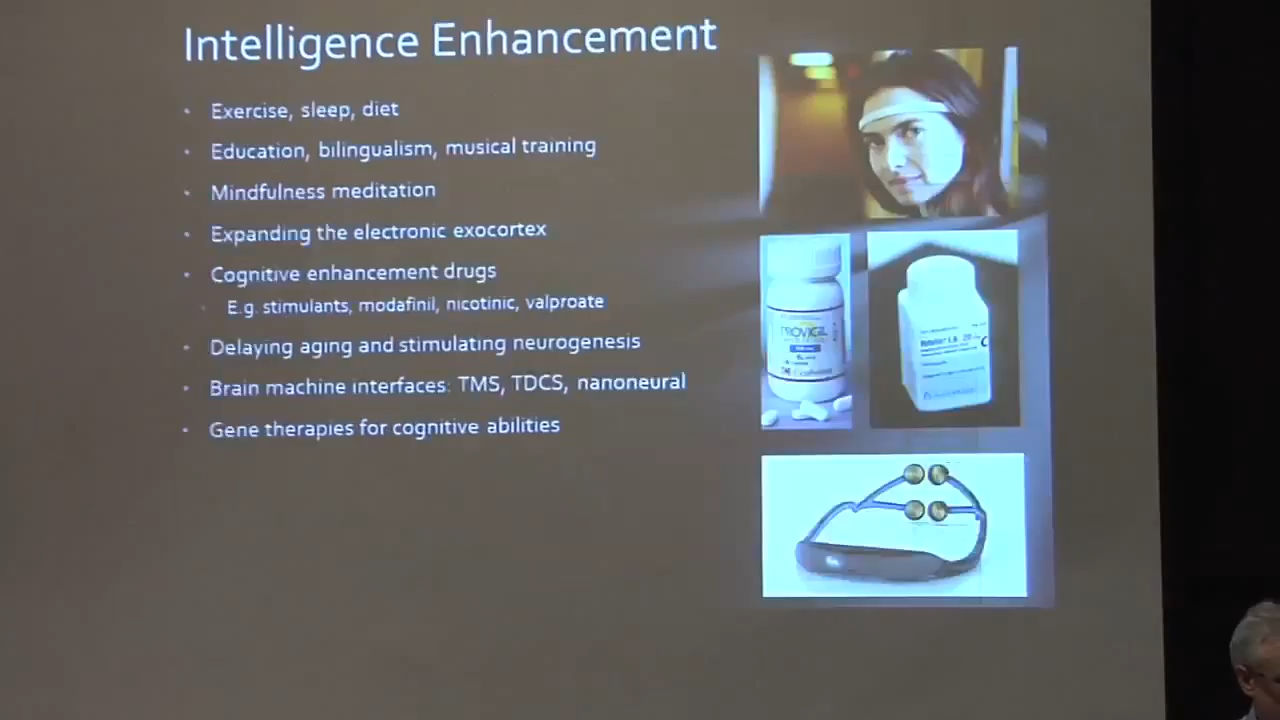 Intelligence Enhancement
• Exercise, sleep, diet
• Education, bilingualism, musical training
• Mindfulness meditation
• Expanding the electronic exocortex
• Cognitive enhancement drugs
• E.g. stimulants, modafinil, nicotinic, valproate
• Delaying aging and stimulating neurogenesis
• Brain machine interfaces: TMS, TDCS, nanoneural
• Gene therapies for cognitive abilities
PROVIGIL
C